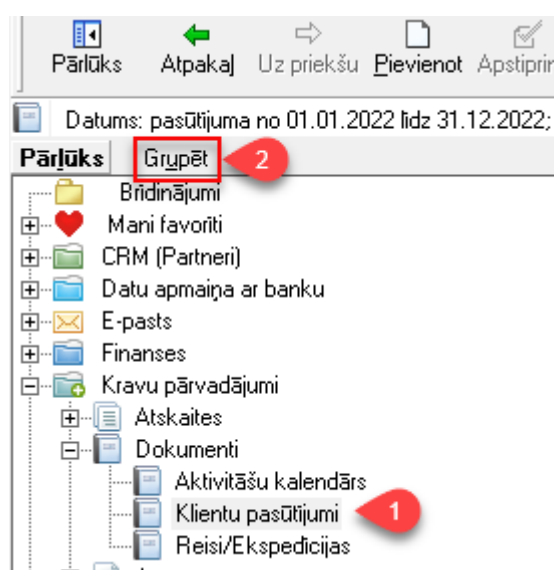 Pārlūks Atpakaļ Uz priekšu Pievienot
Datums: pasūtījuma no 01.01.2022 līdz 31.12.2022;
Pārlūks Grupēt 2
Brīdinājumi
Mani favorīti
CRM (Partneri)
Datu apmaiņa ar banku
E-pasts
Finanses
Kravu pārvadājumi
Atskaites
Dokumenti
Aktivitāšu kalendārs
Klientu pasūtījumi 1
Reisi/Ekspedīcijas